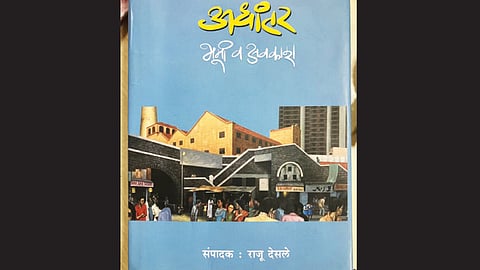 अधांतर
भूमी व अवकाश
संपादक : राजू देसले